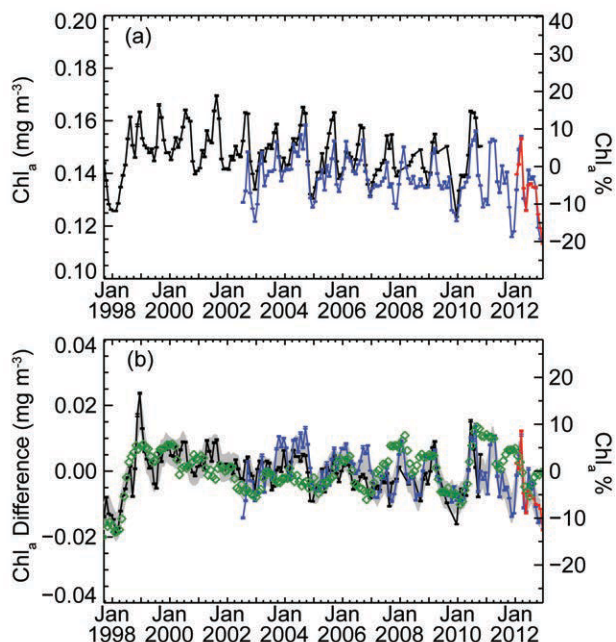 (a)
0.20
0.18
0.16
0.14
0.12
0.10
Chla (mg m-3)
40
30
20
10
0
−10
−20
Chla %
Jan Jan Jan Jan Jan Jan Jan Jan
1998 2000 2002 2004 2006 2008 2010 2012
(b)
0.04
0.02
0.00
−0.02
−0.04
Chla Difference (mg m-3)
20
10
0
−10
−20
Chla %
Jan Jan Jan Jan Jan Jan Jan Jan
1998 2000 2002 2004 2006 2008 2010 2012